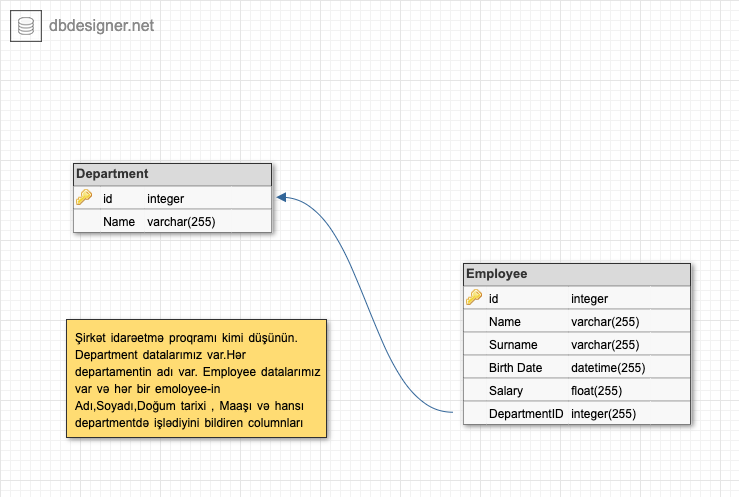 dbdesigner.net
Department
id integer
Name varchar(255)
Employee
id integer
Name varchar(255)
Surname varchar(255)
Birth Date datetime(255)
Salary float(255)
DepartmentID integer(255)
Şirkət idarəetmə proqramı kimi düşünün.
Department datalarımız var.Hər
departamentin adı var. Employee datalarımız
var və hər bir emoloyee-in
Adı,Soyadı,Doğum tarixi , Maaşı və hansı
departmentdə işlədiyini bildiren columnları